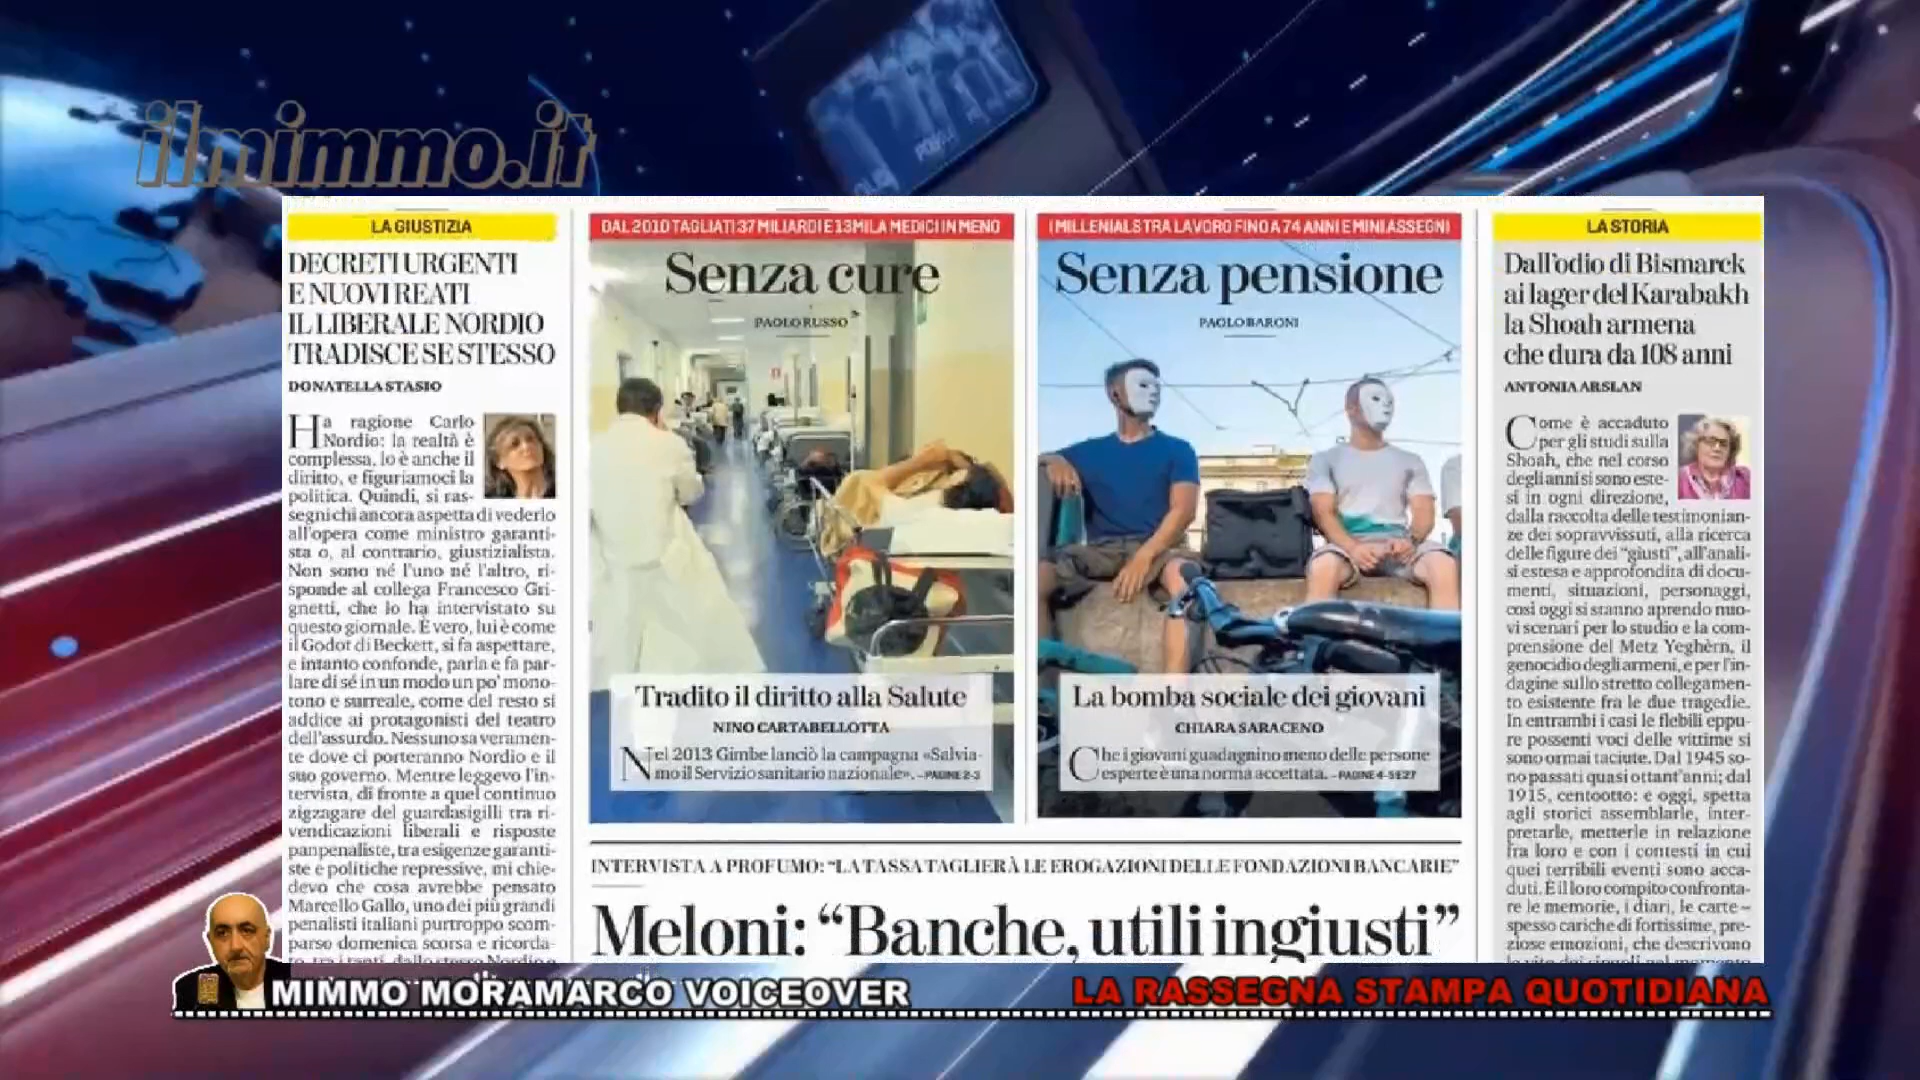 ilmimmo.it
LA GIUSTIZIA
DECRETI URGENTI
E NUOVI REATI
IL LIBERALE NORDIO
TRADISCE SE STESSO
DONATELLA STASIO
Ha ragione Carlo
Nordio: la realtà è
complessa, lo è anche il
diritto, e figuriamoci la
politica. Quindi, si ras-
segni chi ancora aspetta di vederlo
all'opera come ministro garanti-
sta o, al contrario, giustizialista.
Non sono né l'uno né l'altro, ri-
sponde al collega Francesco Gri-
gnetti, che lo ha intervistato su
questo giornale. È vero, lui è come
il Godot di Beckett, si fa aspettare,
e intanto confonde, parla e fa par-
lare di sé in un modo un po' mono-
tono e surreale, come del resto si
addice ai protagonisti del teatro
dell'assurdo. Nessuno sa veramen-
te dove ci porteranno Nordio e il
suo governo. Mentre leggevo l'in-
tervista, di fronte a quel continuo
zigzagare del guardasigilli tra ri-
vendicazioni liberali e risposte
panpenaliste, tra esigenze garanti-
ste e politiche repressive, mi chie-
devo che cosa avrebbe pensato
Marcello Gallo, uno dei più grandi
penalisti italiani purtroppo scom-
parso domenica scorsa e ricorda-
to, tra i tanti, dallo stesso Nordio e
DAL 2010 TAGLIATI 37 MILIARDI E 13MILA MEDICI IN MENO
Senza cure
PAOLO RUSSO
Tradito il diritto alla Salute
NINO CARTABELLOTTA
Nel 2013 Gimbe lanciò la campagna «Salvia-
mo il Servizio sanitario nazionale». – PAGINE 2-3
I MILLENIALS TRA LAVORO FINO A 74 ANNI E MINI ASSEGNI
Senza pensione
PAOLO BARONI
La bomba sociale dei giovani
CHIARA SARACENO
Che i giovani guadagnino meno delle persone
esperte è una norma accettata. – PAGINE 4-5 E 27
INTERVISTA A PROFUMO: “LA TASSA TAGLIERÀ LE EROGAZIONI DELLE FONDAZIONI BANCARIE”
Meloni: “Banche, utili ingiusti”
LA STORIA
Dall'odio di Bismarck
ai lager del Karabakh
la Shoah armena
che dura da 108 anni
ANTONIA ARSLAN
Come è accaduto
per gli studi sulla
Shoah, che nel corso
degli anni si sono este-
si in ogni direzione,
dalla raccolta delle testimonian-
ze dei sopravvissuti, alla ricerca
delle figure dei “giusti”, all'anali-
si estesa e approfondita di docu-
menti, situazioni, personaggi,
così oggi si stanno aprendo nuo-
vi scenari per lo studio e la com-
prensione del Metz Yeghèrn, il
genocidio degli armeni, e per l'in-
dagine sullo stretto collegamen-
to esistente fra le due tragedie.
In entrambi i casi le flebili eppu-
re possenti voci delle vittime si
sono ormai taciute. Dal 1945 so-
no passati quasi ottant'anni; dal
1915, centootto: e oggi, spetta
agli storici assemblarle, inter-
pretarle, metterle in relazione
fra loro e con i contesti in cui
quei terribili eventi sono acca-
duti. È il loro compito confronta-
re le memorie, i diari, le carte –
spesso cariche di fortissime, pre-
ziose emozioni, che descrivono
la vita dei singoli nel momento
MIMMO MORAMARCO VOICEOVER
LA RASSEGNA STAMPA QUOTIDIANA